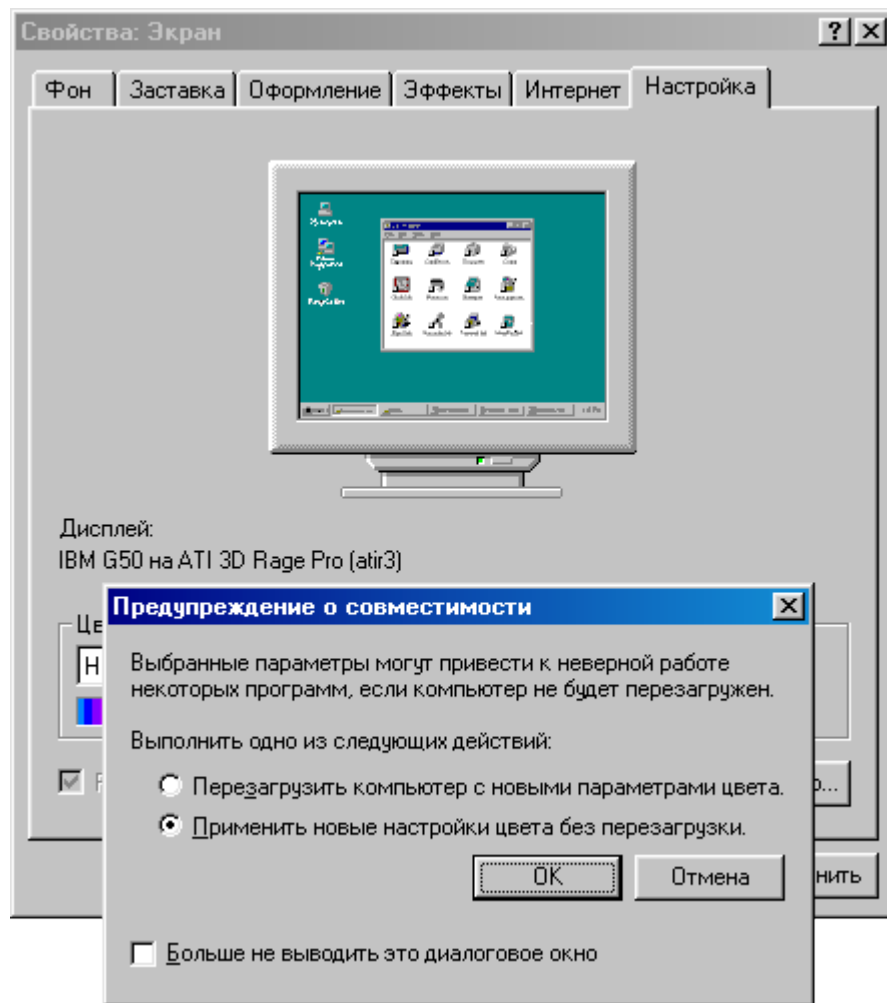 Свойства: Экран
Фон Заставка Оформление Эффекты Интернет Настройка
Дисплей:
IBM G50 на ATI 3D Rage Pro (atir3)
Предупреждение о совместимости
Выбранные параметры могут привести к неверной работе
некоторых программ, если компьютер не будет перезагружен.
Выполнить одно из следующих действий:
Перезагрузить компьютер с новыми параметрами цвета.
Применить новые настройки цвета без перезагрузки.
OK Отмена
Больше не выводить это диалоговое окно